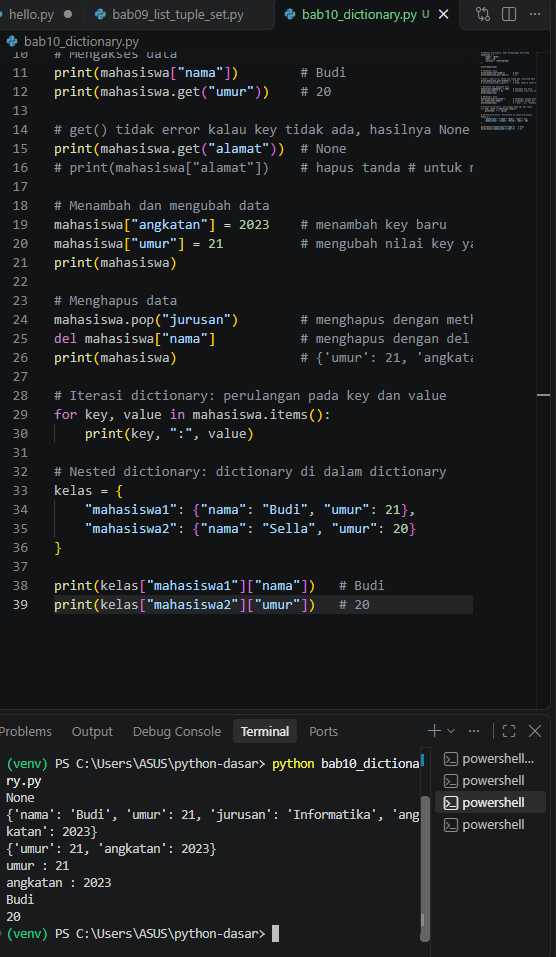 hello.py
bab09_list_tuple_set.py
bab10_dictionary.py U
bab10_dictionary.py
10 # Mengakses data
11 print(mahasiswa["nama"]) # Budi
12 print(mahasiswa.get("umur")) # 20
13
14 # get() tidak error kalau key tidak ada, hasilnya None
15 print(mahasiswa.get("alamat")) # None
16 # print(mahasiswa["alamat"]) # hapus tanda # untuk
17
18 # Menambah dan mengubah data
19 mahasiswa["angkatan"] = 2023 # menambah key baru
20 mahasiswa["umur"] = 21 # mengubah nilai key
21 print(mahasiswa)
22
23 # Menghapus data
24 mahasiswa.pop("jurusan") # menghapus dengan
25 del mahasiswa["nama"] # menghapus dengan del
26 print(mahasiswa) # {'umur': 21,
27
28 # Iterasi dictionary: perulangan pada key dan value
29 for key, value in mahasiswa.items():
30 print(key, ":", value)
31
32 # Nested dictionary: dictionary di dalam dictionary
33 kelas = {
34 "mahasiswa1": {"nama": "Budi", "umur": 21},
35 "mahasiswa2": {"nama": "Sella", "umur": 20}
36 }
37
38 print(kelas["mahasiswa1"]["nama"]) # Budi
39 print(kelas["mahasiswa2"]["umur"]) # 20
Problems Output Debug Console Terminal Ports
(venv) PS C:\Users\ASUS\python-dasar> python bab10_dictiona
ry.py
None
{'nama': 'Budi', 'umur': 21, 'jurusan': 'Informatika', 'ang
katan': 2023}
{'umur': 21, 'angkatan': 2023}
umur : 21
angkatan : 2023
Budi
20
(venv) PS C:\Users\ASUS\python-dasar>
powershell...
powershell
powershell
powershell